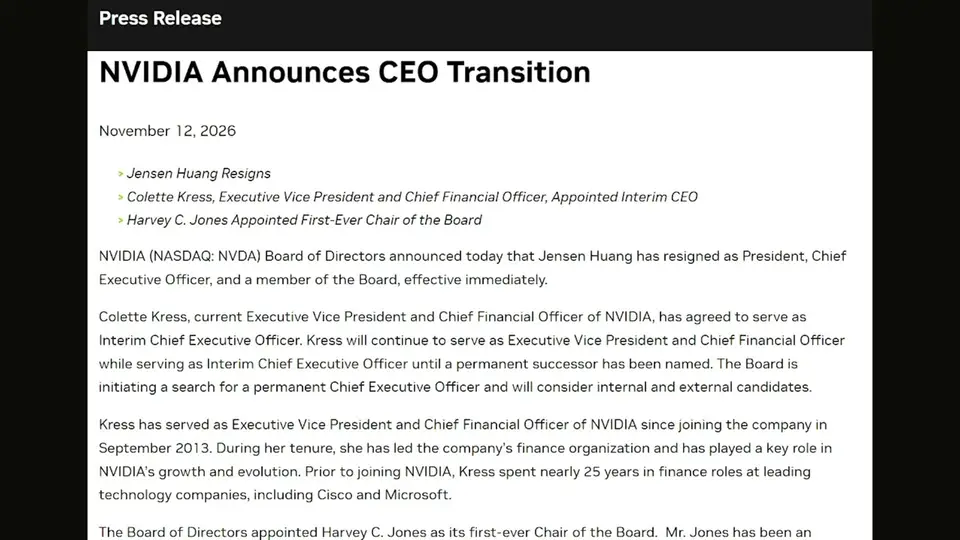 Press Release
NVIDIA Announces CEO Transition
November 12, 2026
> Jensen Huang Resigns
> Colette Kress, Executive Vice President and Chief Financial Officer, Appointed Interim CEO
> Harvey C. Jones Appointed First-Ever Chair of the Board
NVIDIA (NASDAQ: NVDA) Board of Directors announced today that Jensen Huang has resigned as President, Chief
Executive Officer, and a member of the Board, effective immediately.
Colette Kress, current Executive Vice President and Chief Financial Officer of NVIDIA, has agreed to serve as
Interim Chief Executive Officer. Kress will continue to serve as Executive Vice President and Chief Financial Officer
while serving as Interim Chief Executive Officer until a permanent successor has been named. The Board is
initiating a search for a permanent Chief Executive Officer and will consider internal and external candidates.
Kress has served as Executive Vice President and Chief Financial Officer of NVIDIA since joining the company in
September 2013. During her tenure, she has led the company's finance organization and has played a key role in
NVIDIA's growth and evolution. Prior to joining NVIDIA, Kress spent nearly 25 years in finance roles at leading
technology companies, including Cisco and Microsoft.
The Board of Directors appointed Harvey C. Jones as its first-ever Chair of the Board. Mr. Jones has been an